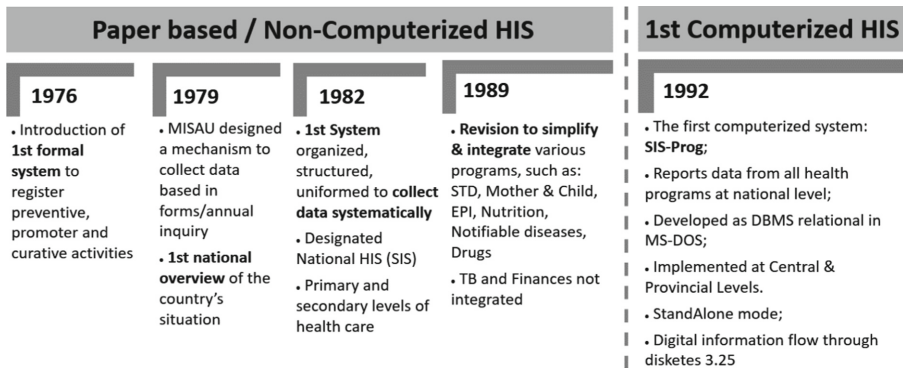 Paper based / Non-Computerized HIS
1st Computerized HIS
1976
• Introduction of
1st formal
system to
register
preventive,
promoter and
curative activities
1979
• MISAU designed
a mechanism to
collect data
based in
forms/annual
inquiry
• 1st national
overview of the
country's
situation
1982
• 1st System
organized,
structured,
uniformed to collect
data systematically
• Designated
National HIS (SIS)
• Primary and
secondary levels of
health care
1989
• Revision to simplify
& integrate various
programs, such as:
STD, Mother & Child,
EPI, Nutrition,
Notifiable diseases,
Drugs
• TB and Finances not
integrated
1992
• The first computerized system:
SIS-Prog;
• Reports data from all health
programs at national level;
• Developed as DBMS relational in
MS-DOS;
• Implemented at Central &
Provincial Levels.
• StandAlone mode;
• Digital information flow through
disketes 3.25